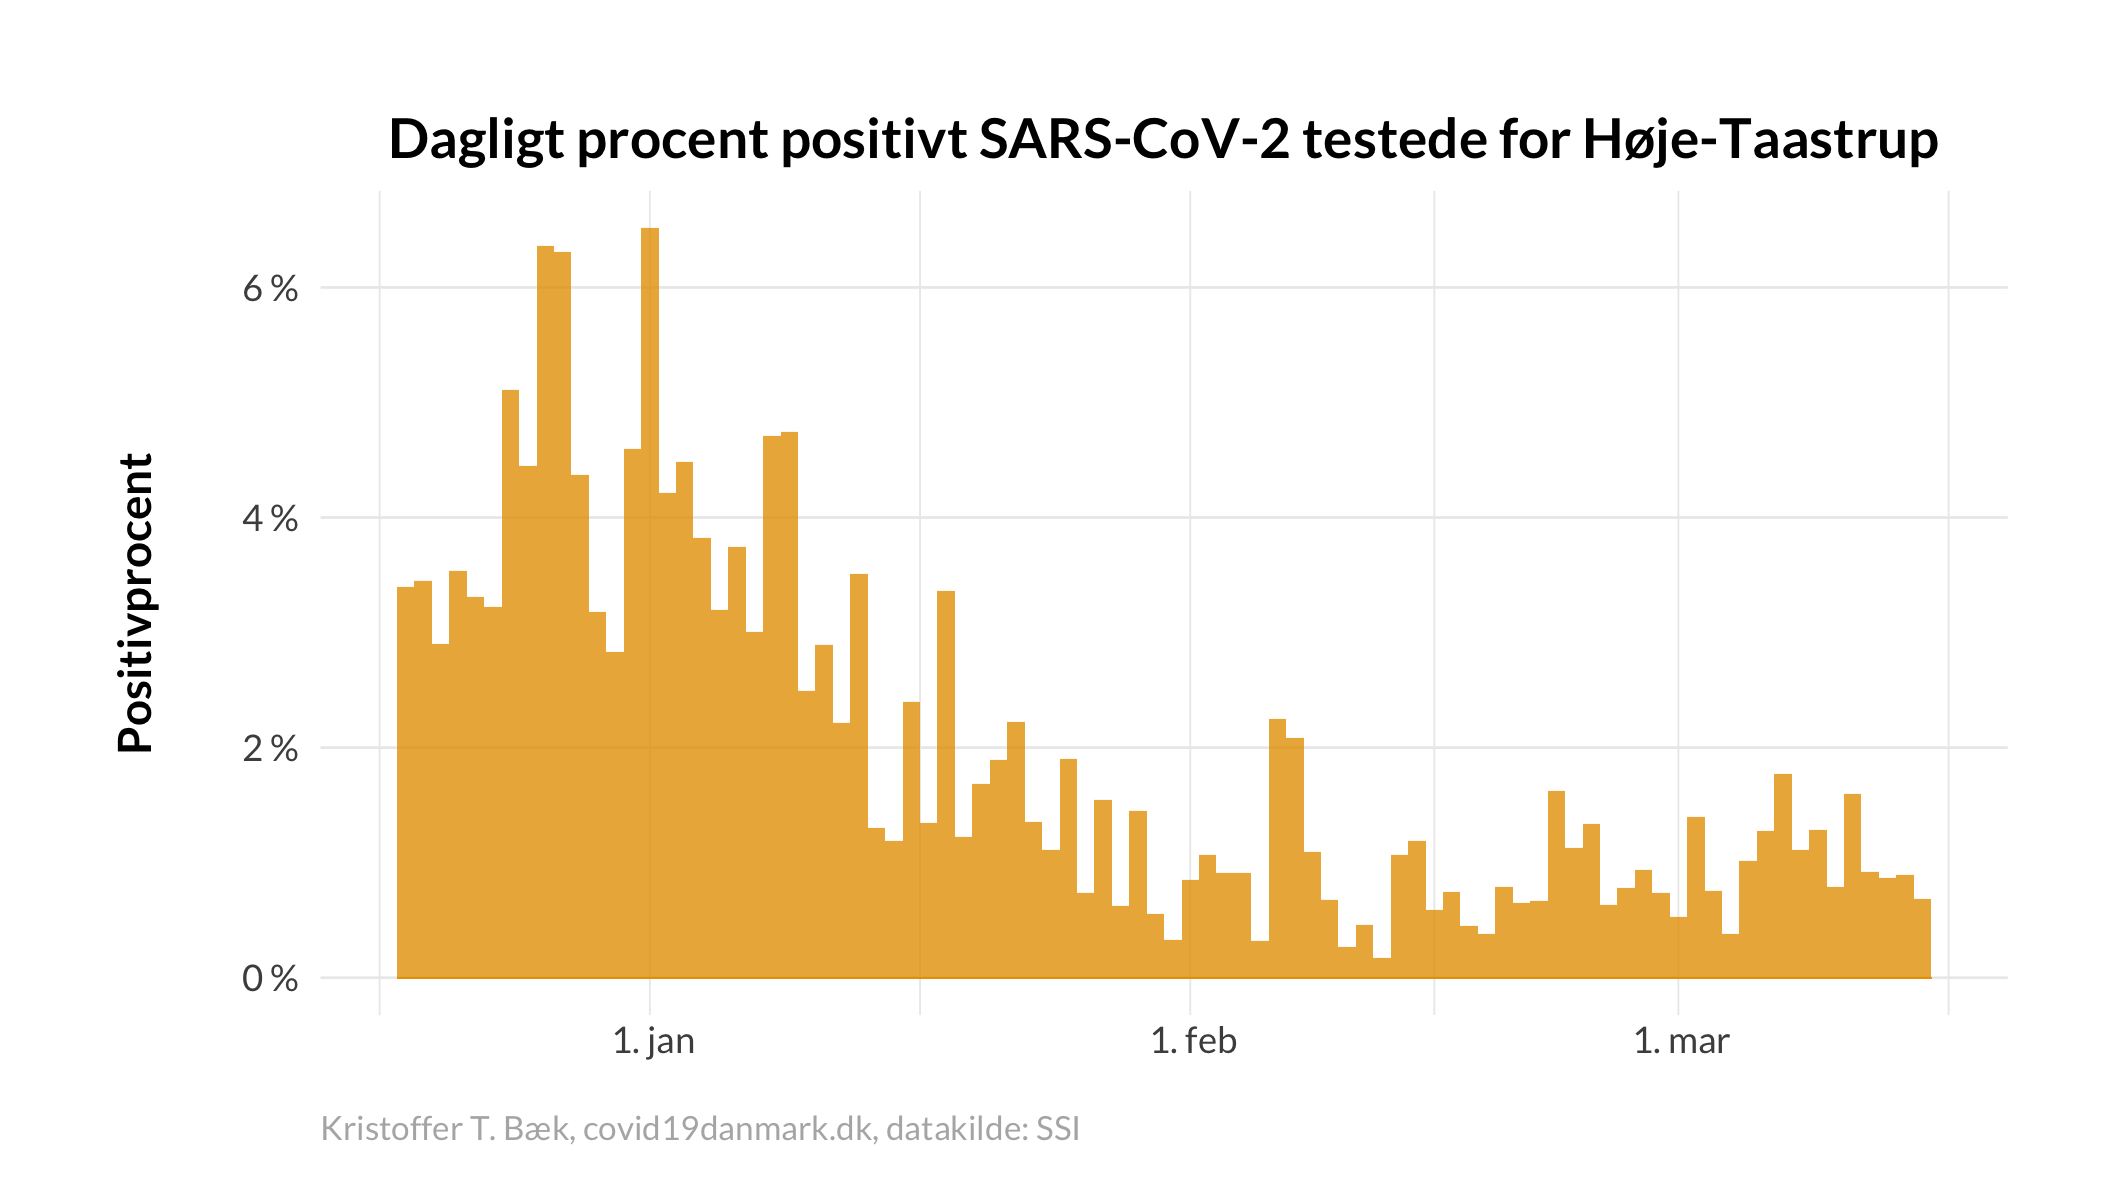 Dagligt procent positivt SARS-CoV-2 testede for Høje-Taastrup
Positivprocent
6 %
4 %
2 %
0 %
1. jan
1. feb
1. mar
Kristoffer T. Bæk, covid19danmark.dk, datakilde: SSI